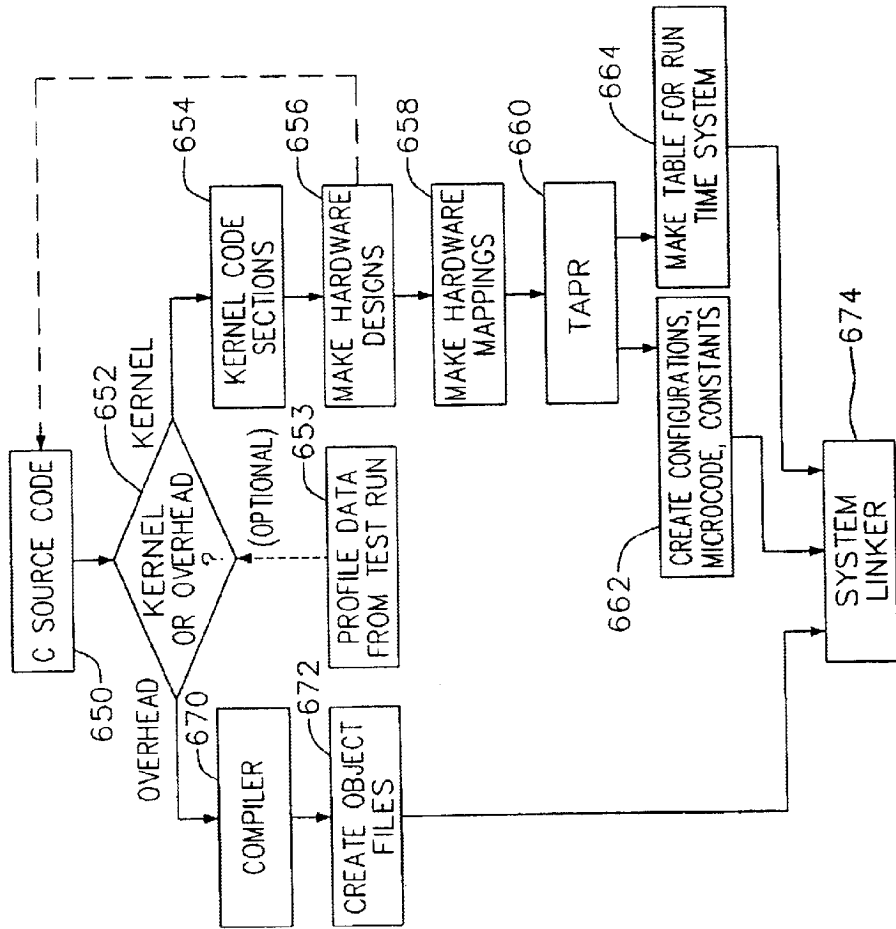 C SOURCE CODE
650
KERNEL
OR OVERHEAD
?
652
OVERHEAD
KERNEL
(OPTIONAL)
653
PROFILE DATA
FROM TEST RUN
670
COMPILER
672
CREATE OBJECT
FILES
654
KERNEL CODE
SECTIONS
656
MAKE HARDWARE
DESIGNS
658
MAKE HARDWARE
MAPPINGS
660
TAPR
662
CREATE CONFIGURATIONS,
MICROCODE, CONSTANTS
664
MAKE TABLE FOR RUN
TIME SYSTEM
674
SYSTEM
LINKER